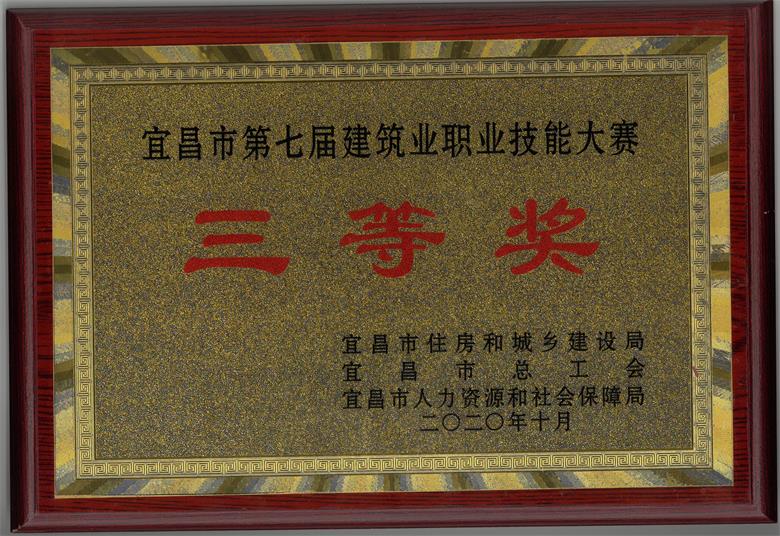 宜昌市第七届建筑业职业技能大赛
三等奖
宜昌市住房和城乡建设局
宜昌市总工会
宜昌市人力资源和社会保障局
二〇二〇年十月